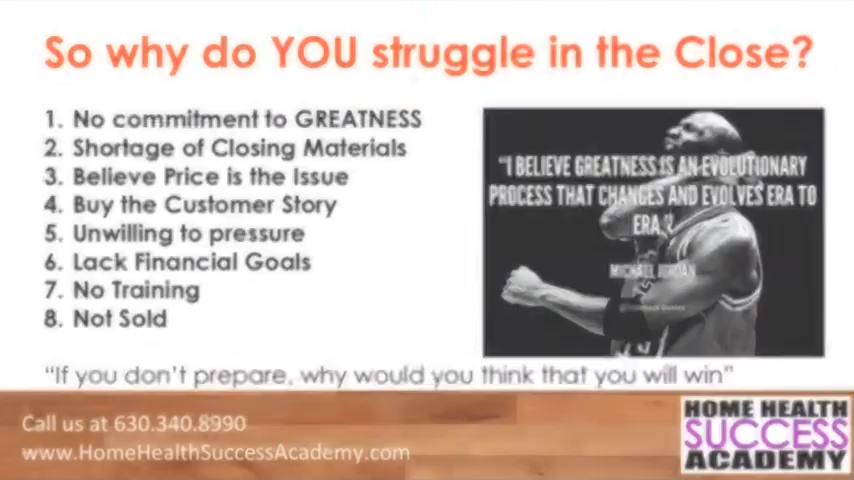 So why do YOU struggle in the Close?
1. No commitment to GREATNESS
2. Shortage of Closing Materials
3. Believe Price is the Issue
4. Buy the Customer Story
5. Unwilling to pressure
6. Lack Financial Goals
7. No Training
8. Not Sold
"I BELIEVE GREATNESS IS AN EVOLUTIONARY
PROCESS THAT CHANGES AND EVOLVES ERA TO
ERA."
MICHAEL JORDAN
"If you don't prepare, why would you think that you will win"
Call us at 630.340.8990
www.HomeHealthSuccessAcademy.com
HOME HEALTH
SUCCESS
ACADEMY